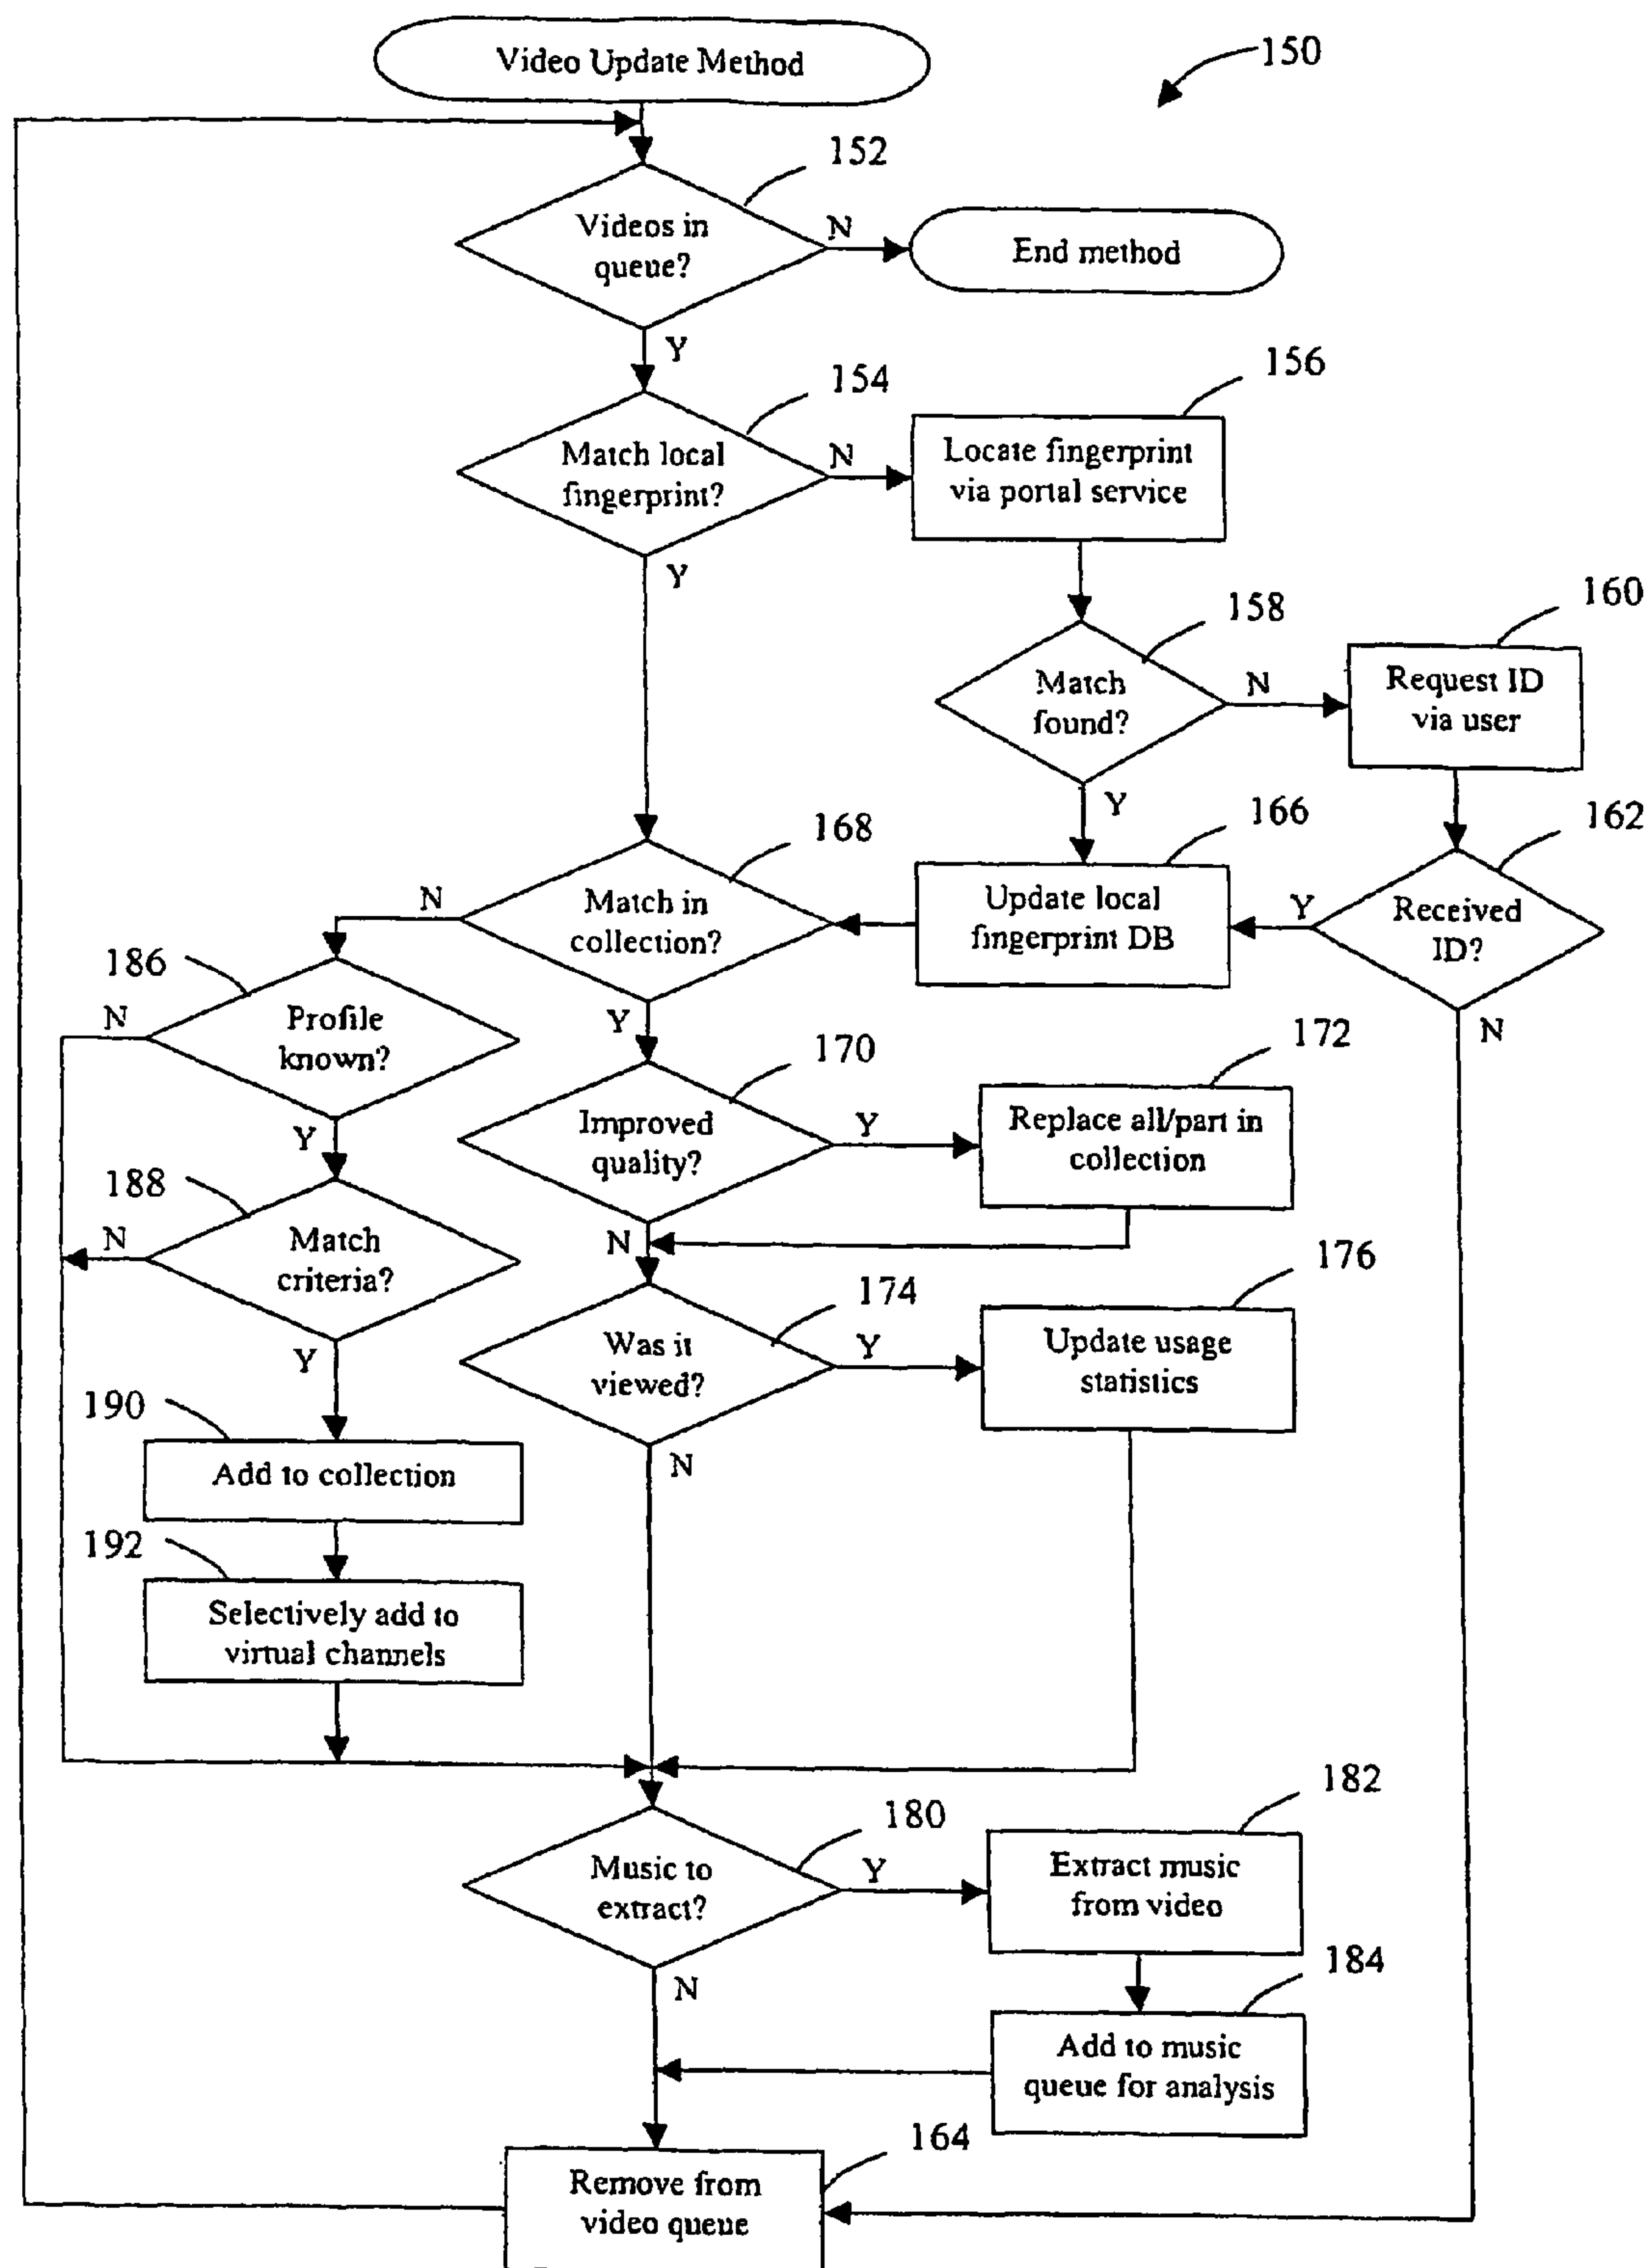 Video Update Method
150
152
Videos in
queue?
N
End method
Y
154
156
Match local
fingerprint?
N
Locate fingerprint
via portal service
Y
158
160
Match
found?
N
Request ID
via user
Y
162
166
168
Match in
collection?
N
Update local
fingerprint DB
Y
Received
ID?
N
186
Profile
known?
N
Y
Y
170
172
Improved
quality?
Y
Replace all/part in
collection
N
188
Match
criteria?
N
Y
174
176
Was it
viewed?
Y
Update usage
statistics
N
190
Add to collection
192
Selectively add to
virtual channels
180
182
Music to
extract?
Y
Extract music
from video
N
184
Add to music
queue for analysis
164
Remove from
video queue